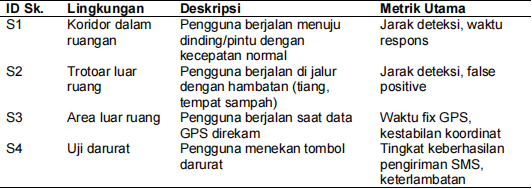 ID Sk. Lingkungan Deskripsi Metrik Utama
S1 Koridor dalam Pengguna berjalan menuju Jarak deteksi, waktu
ruangan dinding/pintu dengan respons
kecepatan normal
S2 Trotoar luar Pengguna berjalan di jalur Jarak deteksi, false
ruang dengan hambatan (tiang, positive
tempat sampah)
S3 Area luar ruang Pengguna berjalan saat data Waktu fix GPS,
GPS direkam kestabilan koordinat
S4 Uji darurat Pengguna menekan tombol Tingkat keberhasilan
darurat pengiriman SMS,
keterlambatan